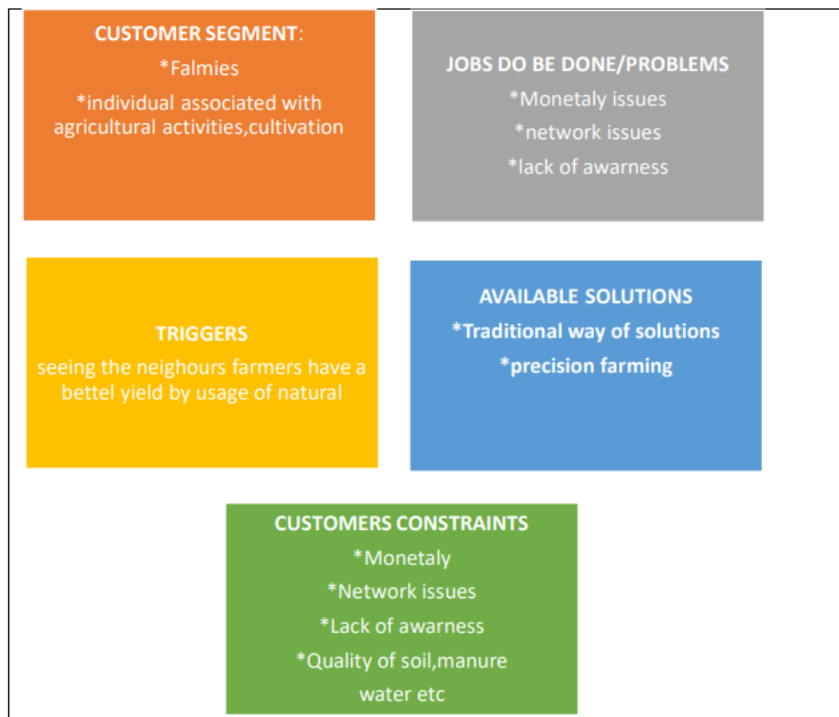 CUSTOMER SEGMENT:
*Falmies
*individual associated with
agricultural activities,cultivation
JOBS DO BE DONE/PROBLEMS
*Monetaly issues
*network issues
*lack of awarness
TRIGGERS
seeing the neighours farmers have a
bettel yield by usage of natural
AVAILABLE SOLUTIONS
*Traditional way of solutions
*precision farming
CUSTOMERS CONSTRAINTS
*Monetaly
*Network issues
*Lack of awarness
*Quality of soil,manure
water etc